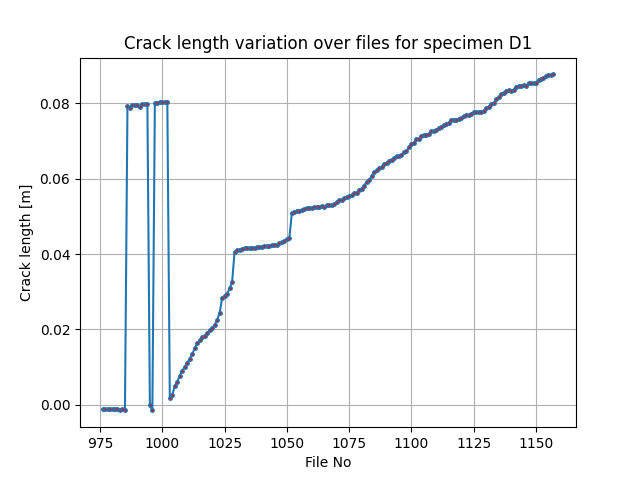 Crack length variation over files for specimen D1
Crack length [m]
0.08
0.06
0.04
0.02
0.00
975 1000 1025 1050 1075 1100 1125 1150
File No